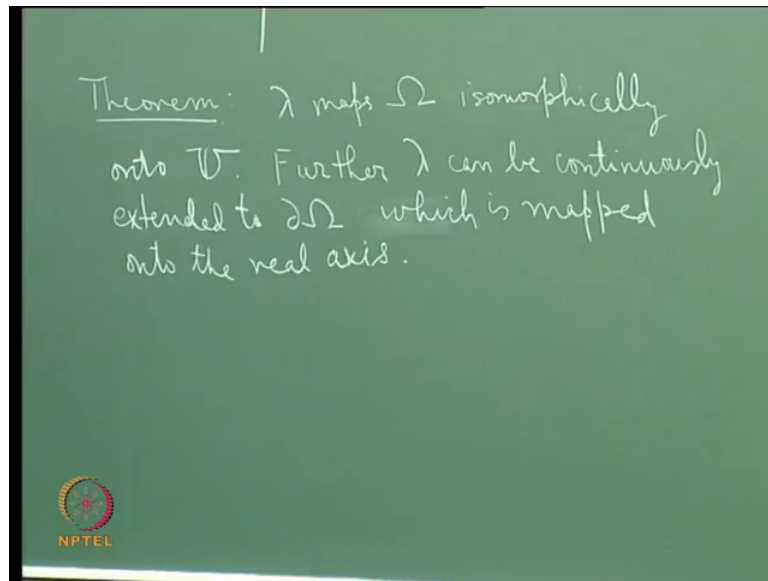 Theorem: λ maps Ω isomorphically
onto U. Further λ can be continuously
extended to ∂Ω which is mapped
onto the real axis.
NPTEL